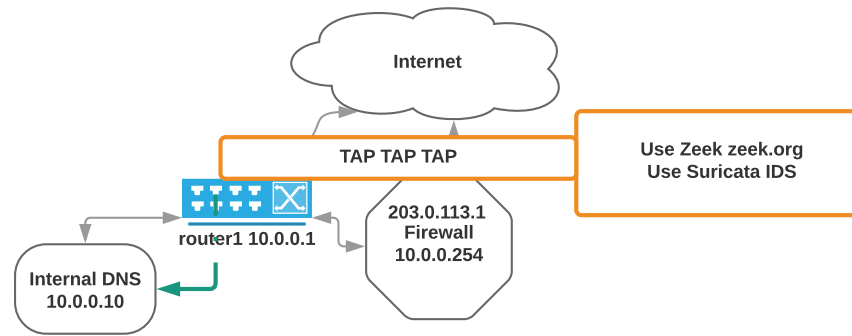 Internet
TAP TAP TAP
Use Zeek zeek.org
Use Suricata IDS
203.0.113.1
Firewall
10.0.0.254
router1 10.0.0.1
Internal DNS
10.0.0.10